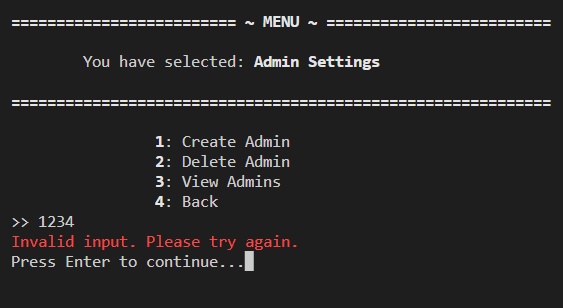 ========================= ~ MENU ~ =========================
You have selected: Admin Settings
============================================================
1: Create Admin
2: Delete Admin
3: View Admins
4: Back
>> 1234
Invalid input. Please try again.
Press Enter to continue...